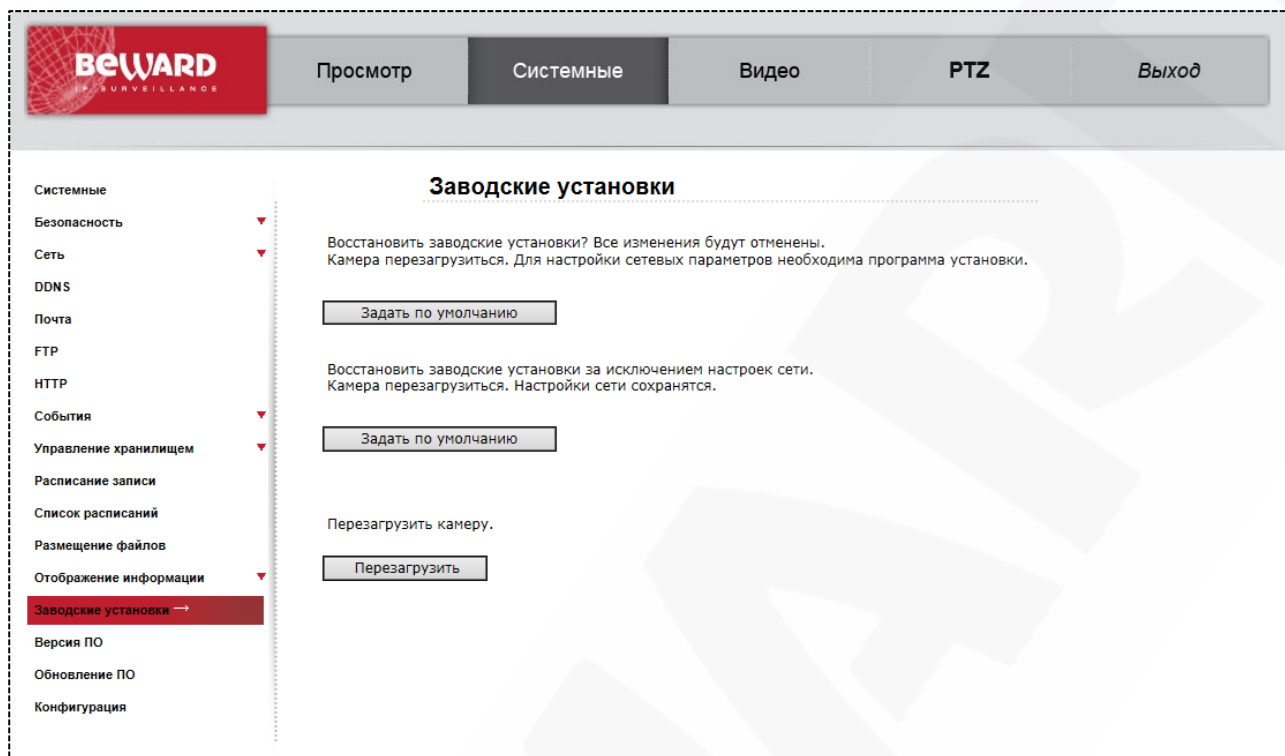 BEWARD
IP SURVEILLANCE
Просмотр
Системные
Видео
PTZ
Выход
Системные
Безопасность
Сеть
DDNS
Почта
FTP
HTTP
События
Управление хранилищем
Расписание записи
Список расписаний
Размещение файлов
Отображение информации
Заводские установки →
Версия ПО
Обновление ПО
Конфигурация
Заводские установки
Восстановить заводские установки? Все изменения будут отменены.
Камера перезагрузиться. Для настройки сетевых параметров необходима программа установки.
Задать по умолчанию
Восстановить заводские установки за исключением настроек сети.
Камера перезагрузиться. Настройки сети сохранятся.
Задать по умолчанию
Перезагрузить камеру.
Перезагрузить